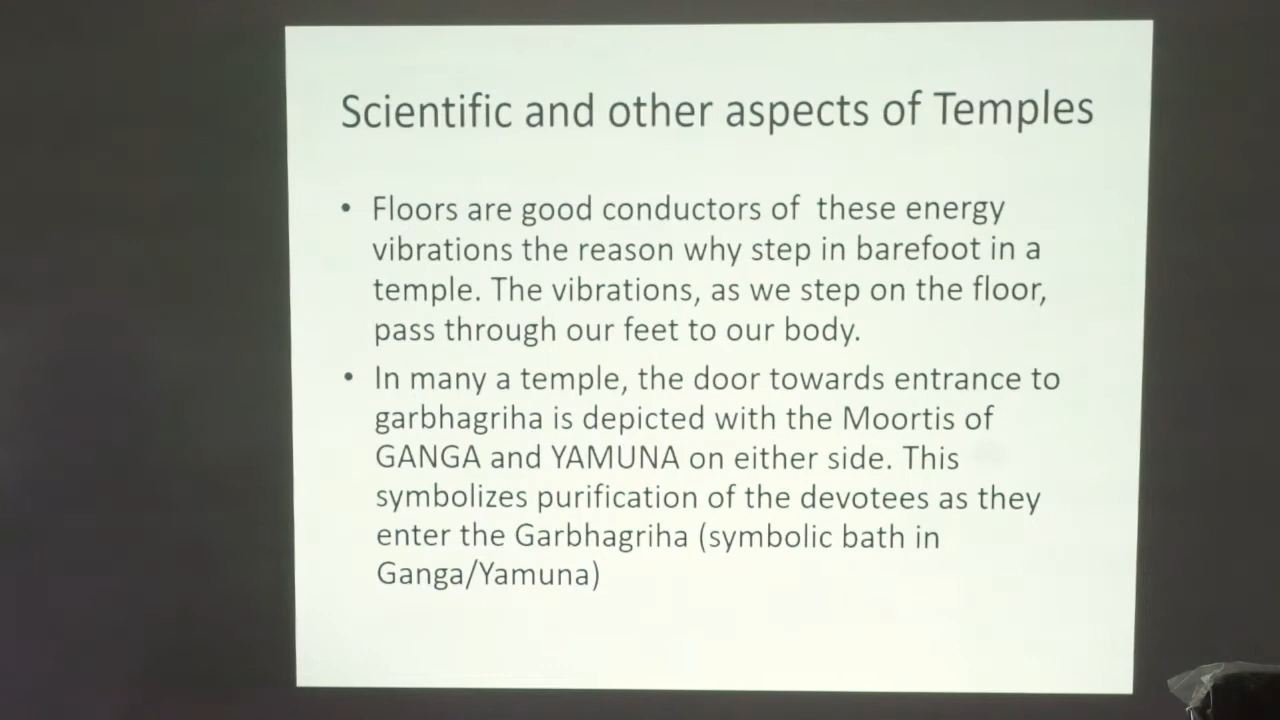 Scientific and other aspects of Temples
• Floors are good conductors of these energy
vibrations the reason why step in barefoot in a
temple. The vibrations, as we step on the floor,
pass through our feet to our body.
• In many a temple, the door towards entrance to
garbhagriha is depicted with the Moortis of
GANGA and YAMUNA on either side. This
symbolizes purification of the devotees as they
enter the Garbhagriha (symbolic bath in
Ganga/Yamuna)